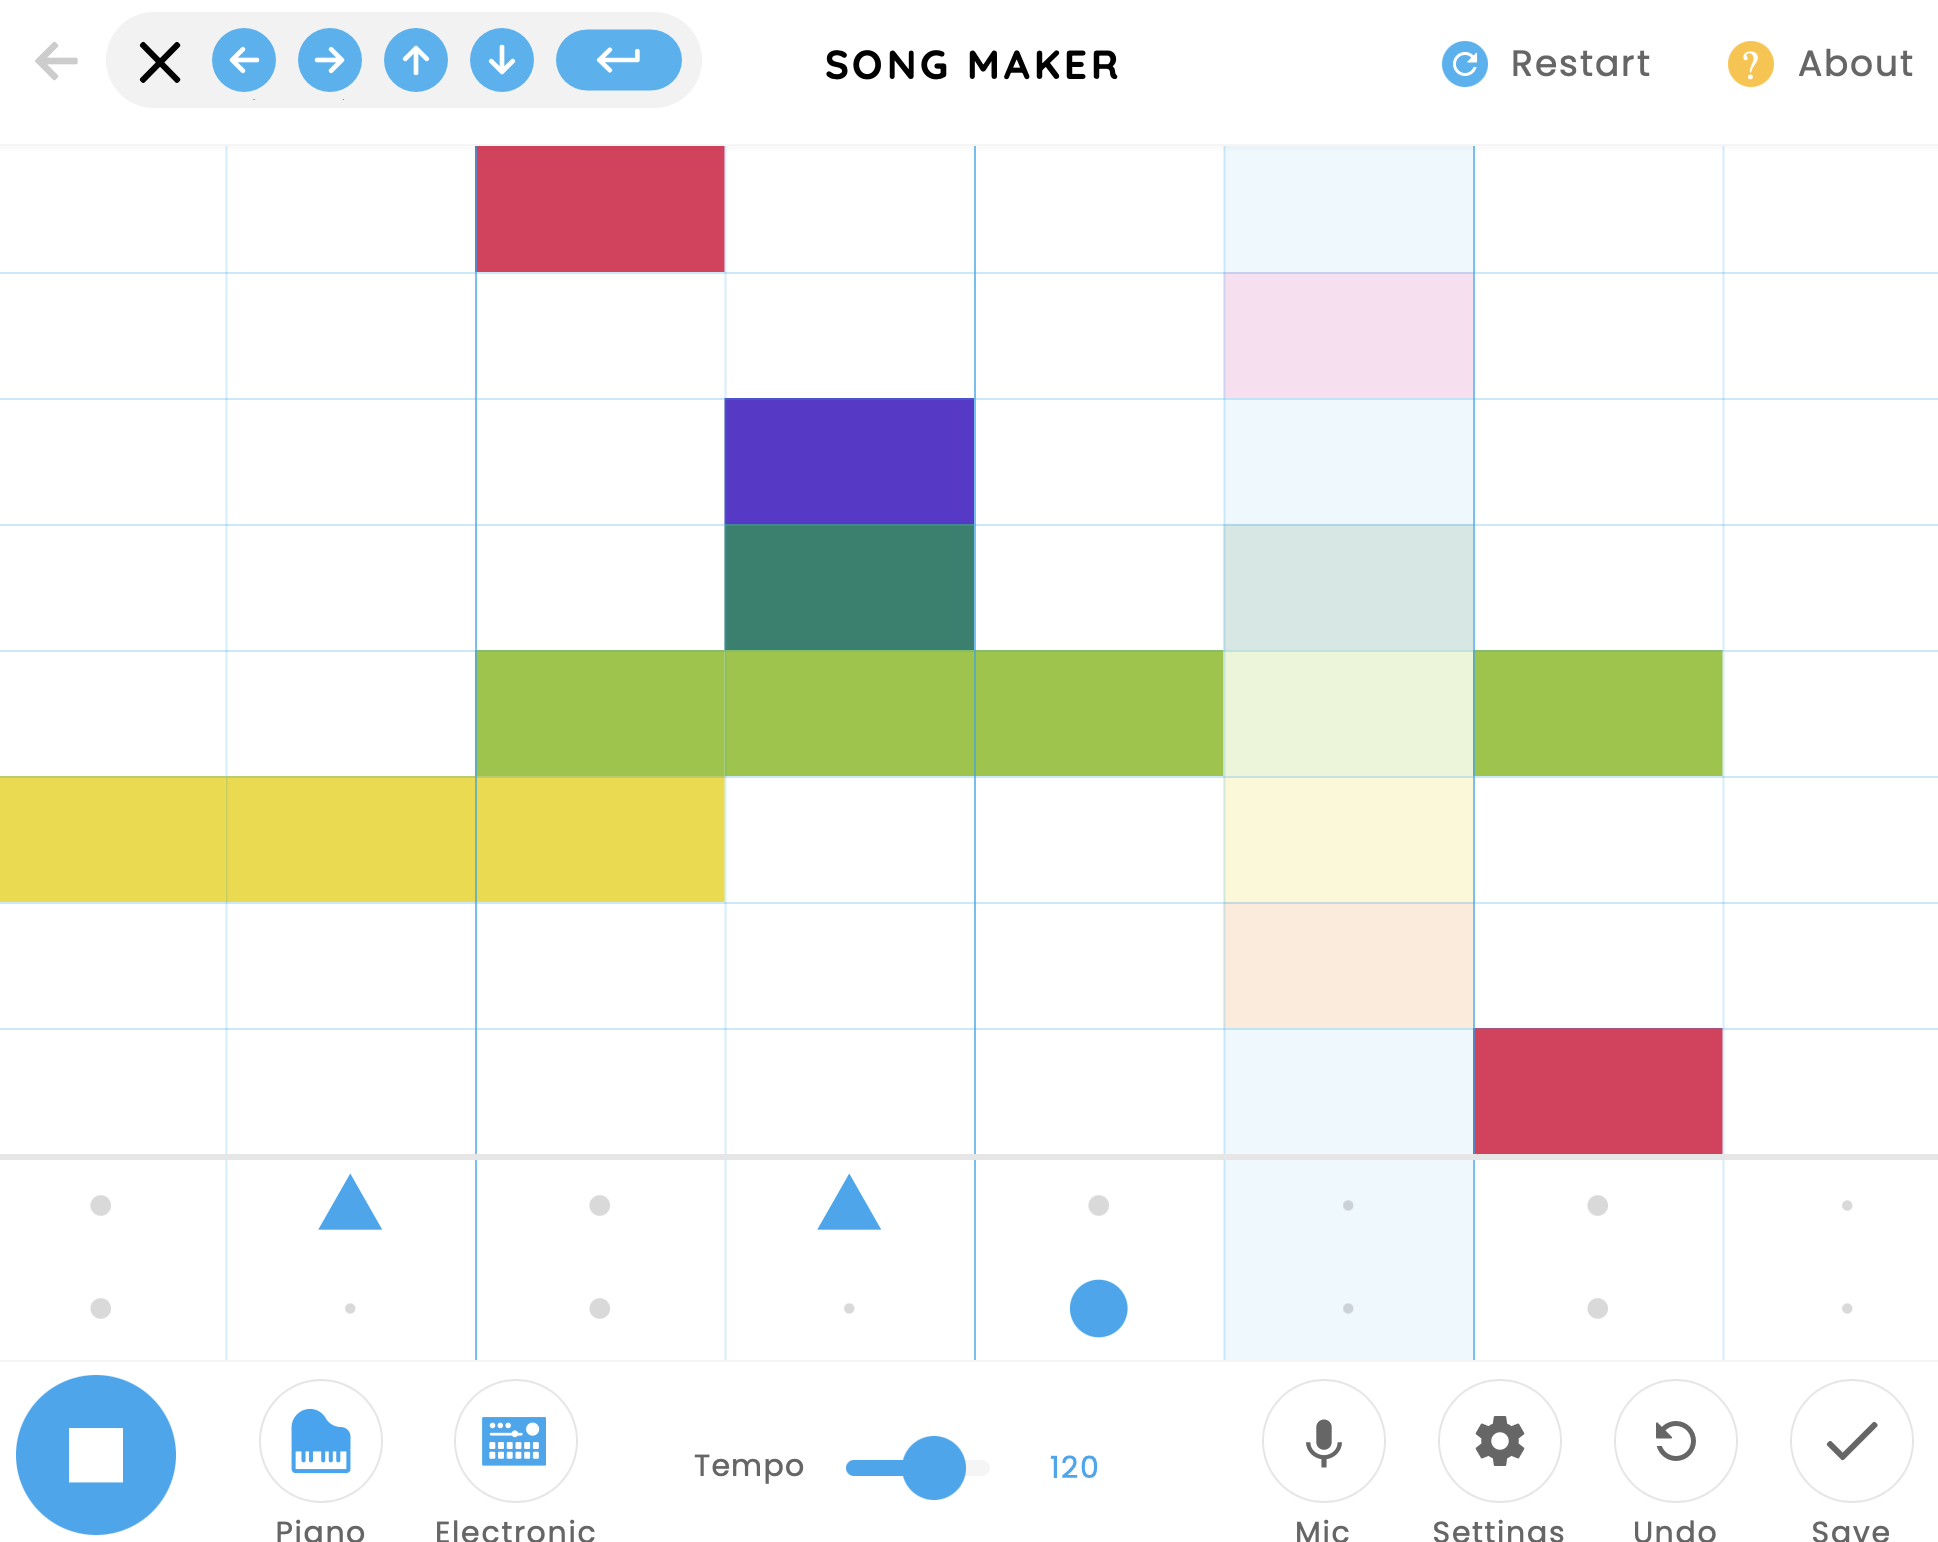 SONG MAKER
Restart
? About
Tempo
120
Piano
Electronic
Mic
Settings
Undo
Save